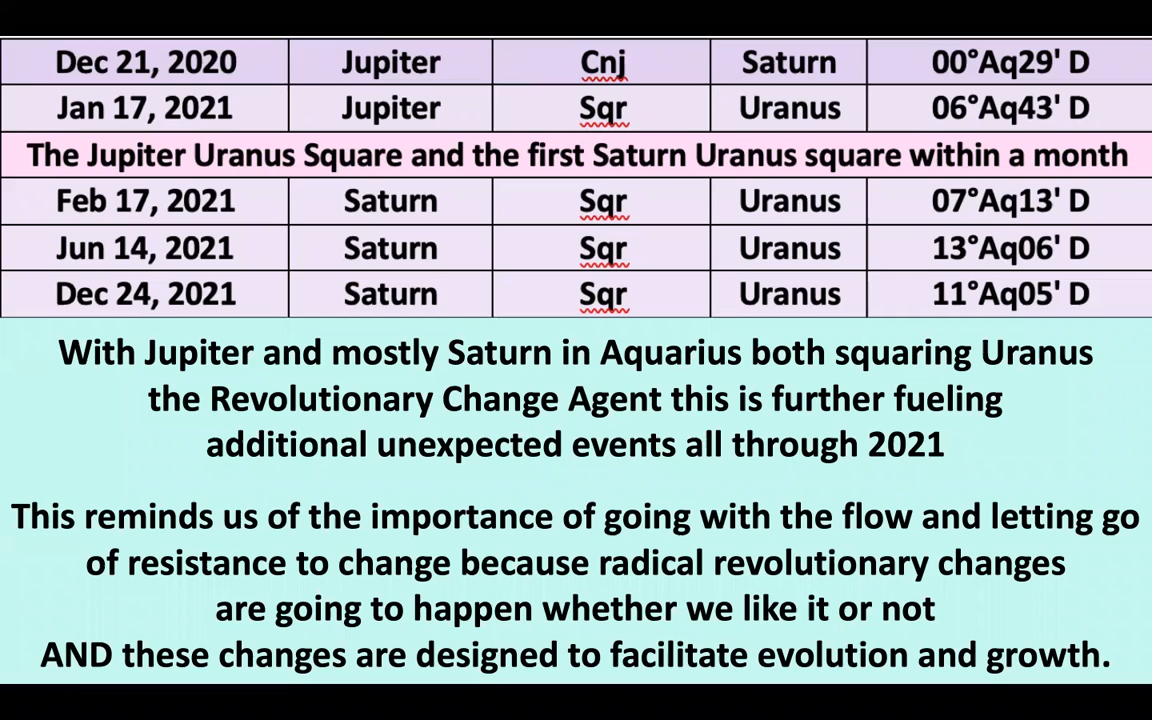 Dec 21, 2020 Jupiter Cnj Saturn 00°Aq29' D
Jan 17, 2021 Jupiter Sqr Uranus 06°Aq43' D
The Jupiter Uranus Square and the first Saturn Uranus square within a month
Feb 17, 2021 Saturn Sqr Uranus 07°Aq13' D
Jun 14, 2021 Saturn Sqr Uranus 13°Aq06' D
Dec 24, 2021 Saturn Sqr Uranus 11°Aq05' D
With Jupiter and mostly Saturn in Aquarius both squaring Uranus
the Revolutionary Change Agent this is further fueling
additional unexpected events all through 2021
This reminds us of the importance of going with the flow and letting go
of resistance to change because radical revolutionary changes
are going to happen whether we like it or not
AND these changes are designed to facilitate evolution and growth.